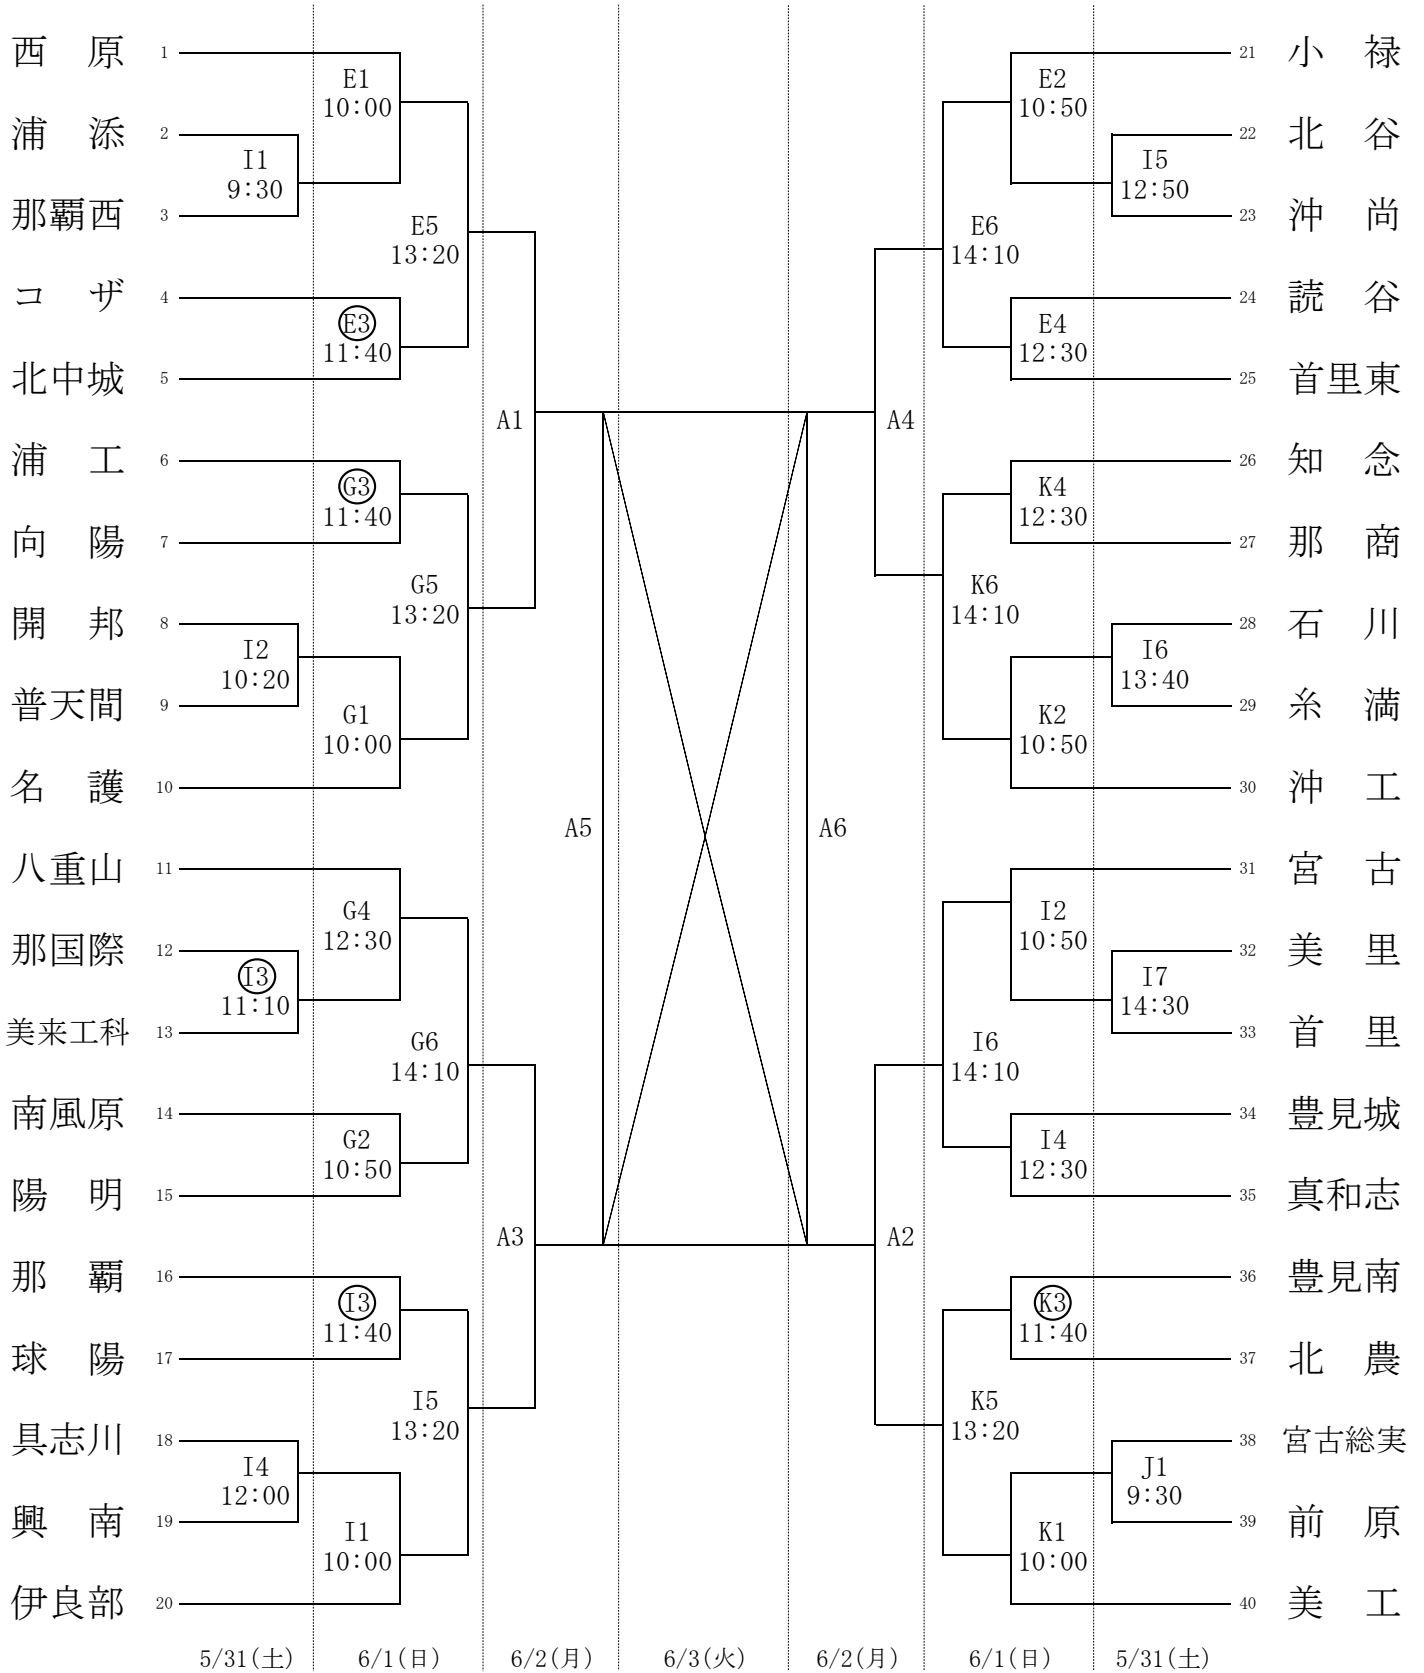 西　原 1
E1
10:00
浦　添 2
I1
9:30
那覇西 3
E5
13:20
コ　ザ 4
E3
11:40
北中城 5
A1
浦　工 6
G3
11:40
向　陽 7
G5
13:20
開　邦 8
I2
10:20
普天間 9
G1
10:00
名　護 10
A5
八重山 11
G4
12:30
那国際 12
I3
11:10
美来工科 13
G6
14:10
南風原 14
G2
10:50
陽　明 15
A3
那　覇 16
I3
11:40
球　陽 17
I5
13:20
具志川 18
I4
12:00
興　南 19
I1
10:00
伊良部 20
21 小　禄
E2
10:50
22 北　谷
I5
12:50
23 沖　尚
E6
14:10
24 読　谷
E4
12:30
25 首里東
A4
26 知　念
K4
12:30
27 那　商
K6
14:10
28 石　川
I6
13:40
29 糸　満
K2
10:50
30 沖　工
A6
31 宮　古
I2
10:50
32 美　里
I7
14:30
33 首　里
I6
14:10
34 豊見城
I4
12:30
35 真和志
A2
36 豊見南
K3
11:40
37 北　農
K5
13:20
38 宮古総実
J1
9:30
39 前　原
K1
10:00
40 美　工
5/31(土) 6/1(日) 6/2(月) 6/3(火) 6/2(月) 6/1(日) 5/31(土)